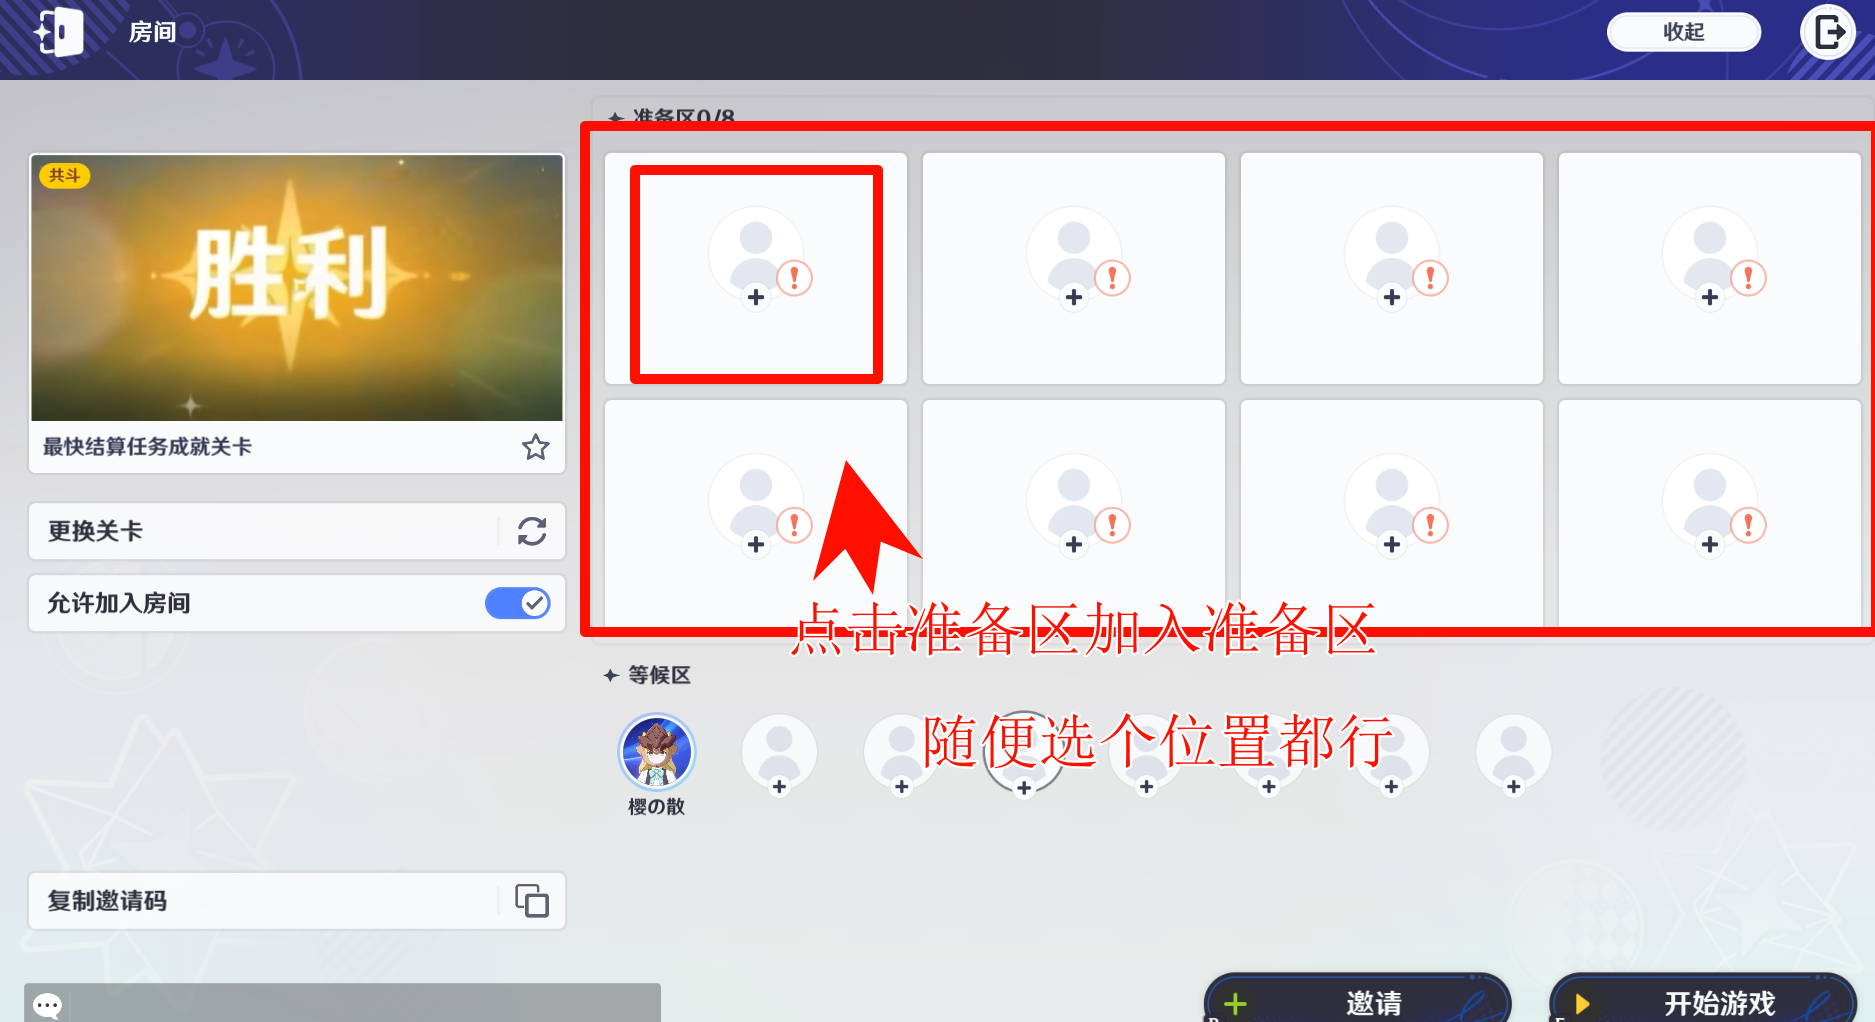 房间
收起
准备区0/8
共斗
胜利
最快结算任务成就关卡
更换关卡
允许加入房间
点击准备区加入准备区
等候区
随便选个位置都行
樱の散
复制邀请码
邀请
开始游戏